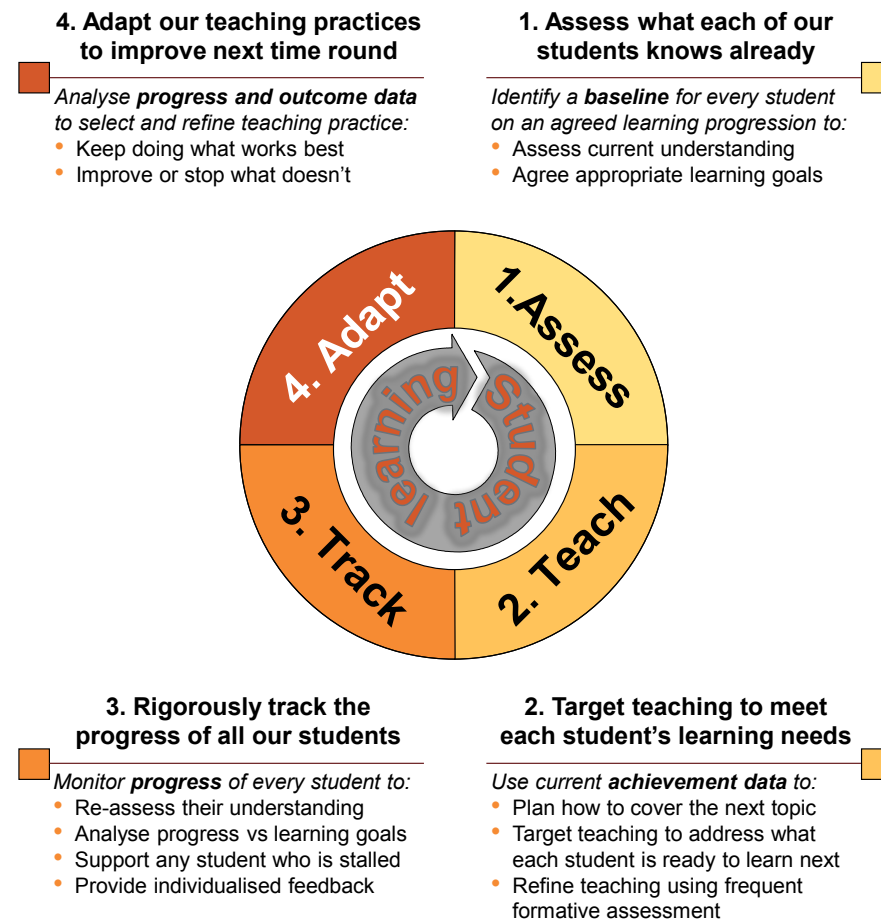 4. Adapt our teaching practices
to improve next time round
Analyse progress and outcome data
to select and refine teaching practice:
• Keep doing what works best
• Improve or stop what doesn't
1. Assess what each of our
students knows already
Identify a baseline for every student
on an agreed learning progression to:
• Assess current understanding
• Agree appropriate learning goals
4. Adapt
1.Assess
Student learning
3. Track
2. Teach
3. Rigorously track the
progress of all our students
Monitor progress of every student to:
• Re-assess their understanding
• Analyse progress vs learning goals
• Support any student who is stalled
• Provide individualised feedback
2. Target teaching to meet
each student’s learning needs
Use current achievement data to:
• Plan how to cover the next topic
• Target teaching to address what
each student is ready to learn next
• Refine teaching using frequent
formative assessment